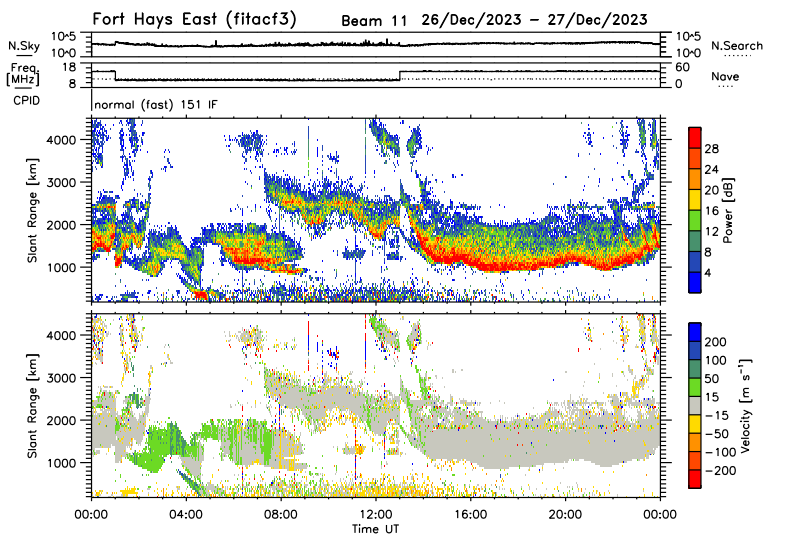 Fort Hays East (fitacf3) Beam 11 26/Dec/2023 - 27/Dec/2023
N.Sky 10^5 10^0 10^5 10^0 N.Search
Freq. [MHz] 18 8 60 0 Nave
CPID normal (fast) 151 IF
Slant Range [km]
4000
3000
2000
1000
Power [dB]
28
24
20
16
12
8
4
Slant Range [km]
4000
3000
2000
1000
Velocity [m s⁻¹]
200
100
50
15
-15
-50
-100
-200
00:00 04:00 08:00 12:00 16:00 20:00 00:00
Time UT